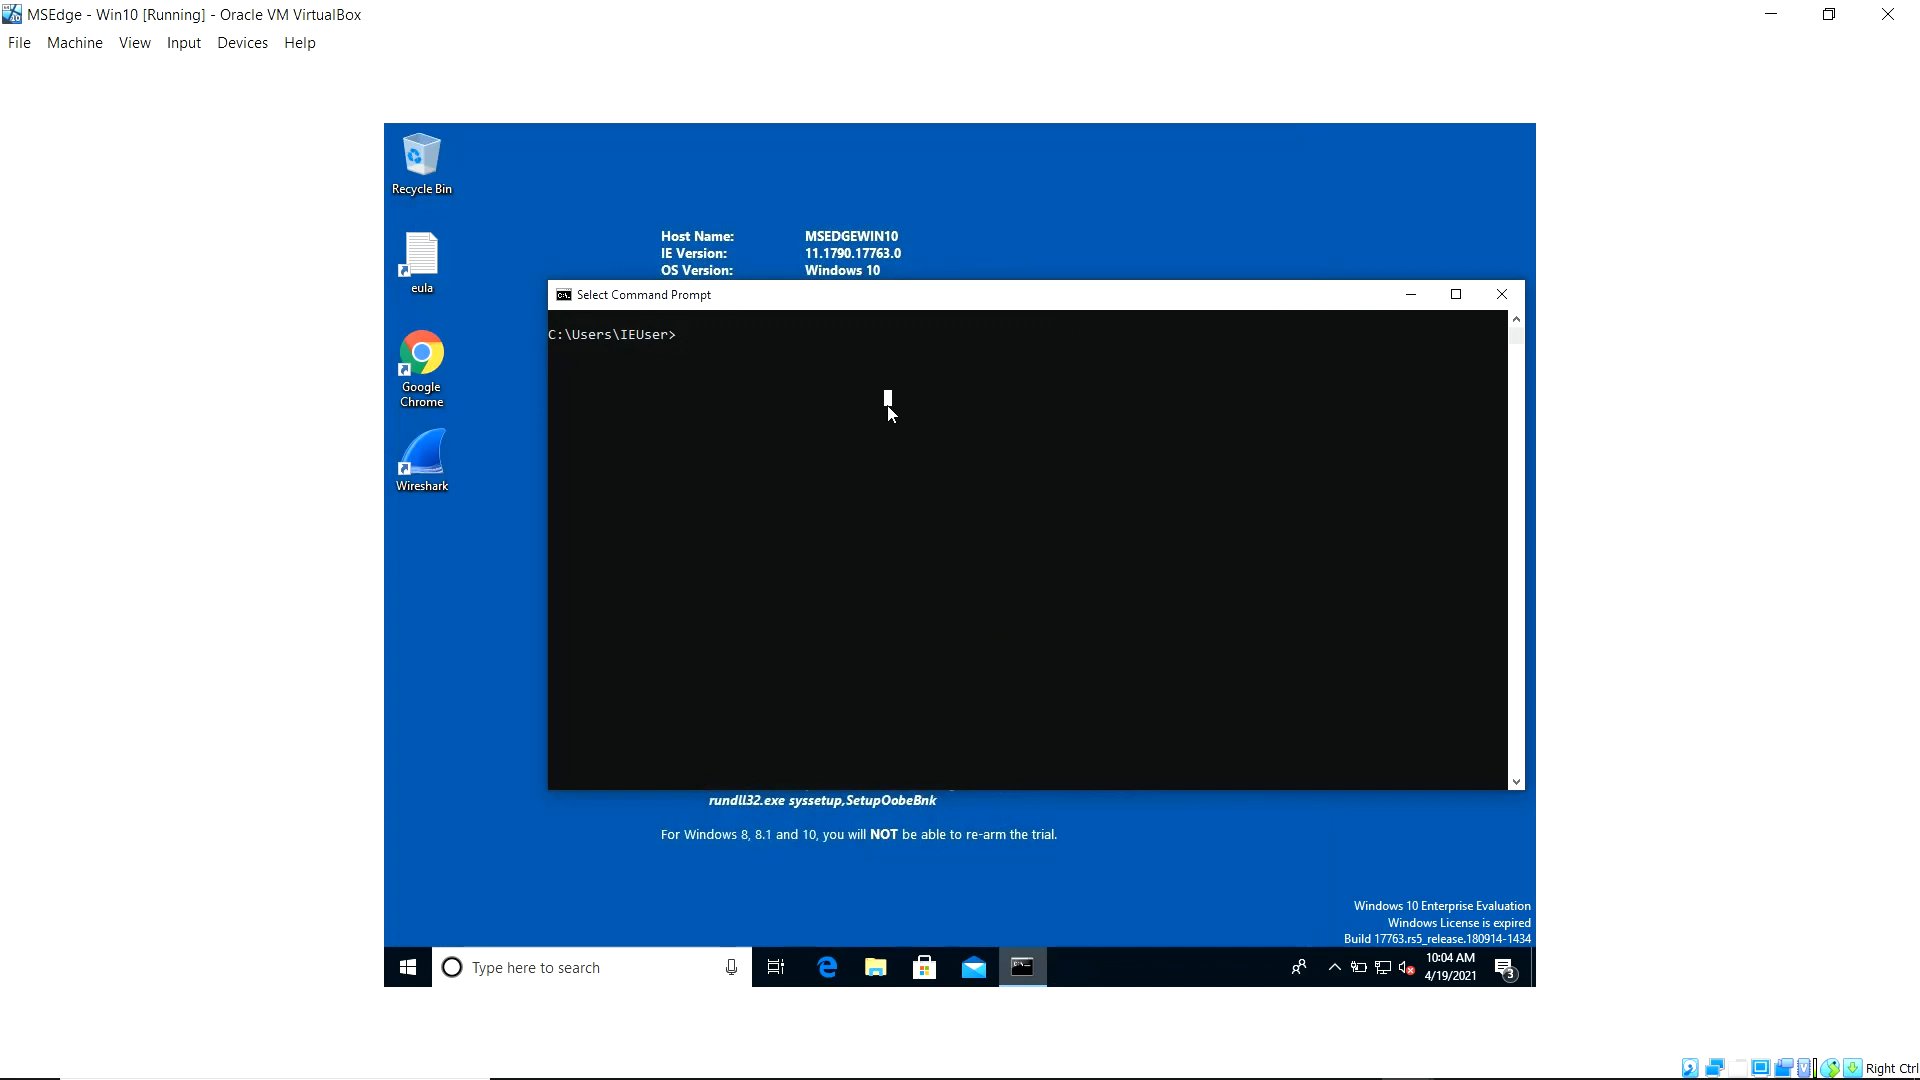 MSEdge - Win10 [Running] - Oracle VM VirtualBox
File Machine View Input Devices Help
Recycle Bin
eula
Google
Chrome
Wireshark
Host Name: MSEDGEWIN10
IE Version: 11.1790.17763.0
OS Version: Windows 10
Select Command Prompt
C:\Users\IEUser>
rundll32.exe syssetup,SetupOobeBnk
For Windows 8, 8.1 and 10, you will NOT be able to re-arm the trial.
Windows 10 Enterprise Evaluation
Windows License is expired
Build 17763.rs5_release.180914-1434
Type here to search
10:04 AM
4/19/2021
3
Right Ctrl